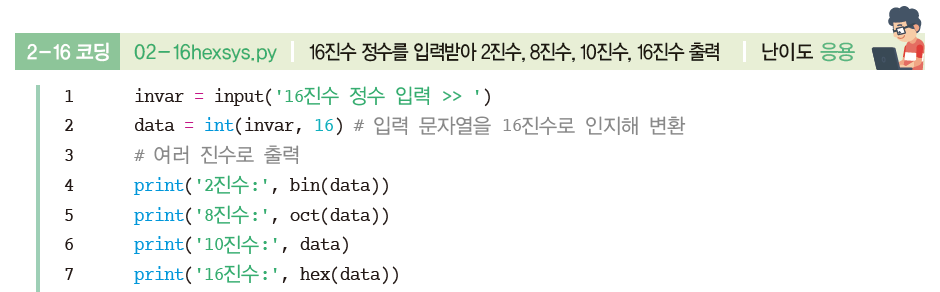 2-16 코딩 02-16hexsys.py 16진수 정수를 입력받아 2진수, 8진수, 10진수, 16진수 출력 난이도 응용
1 invar = input('16진수 정수 입력 >> ')
2 data = int(invar, 16) # 입력 문자열을 16진수로 인지해 변환
3 # 여러 진수로 출력
4 print('2진수:', bin(data))
5 print('8진수:', oct(data))
6 print('10진수:', data)
7 print('16진수:', hex(data))